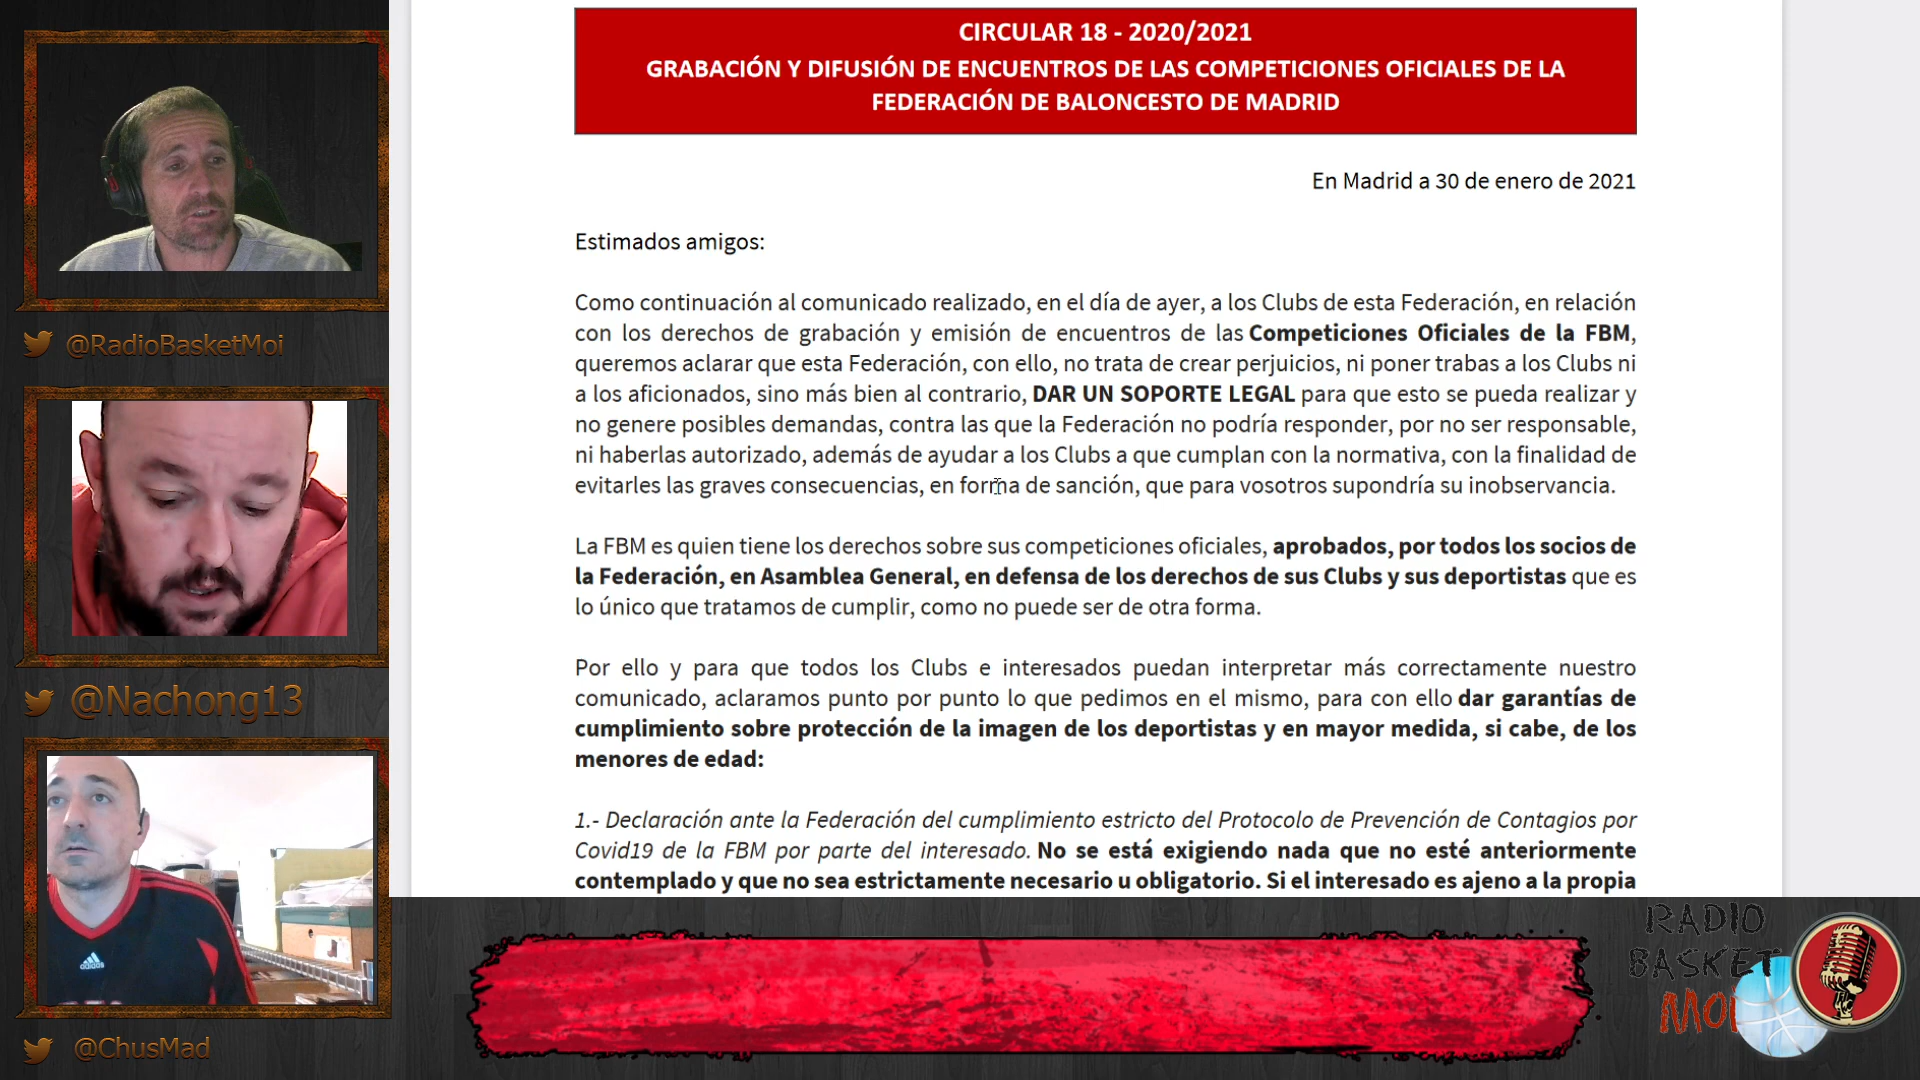 CIRCULAR 18 - 2020/2021
GRABACIÓN Y DIFUSIÓN DE ENCUENTROS DE LAS COMPETICIONES OFICIALES DE LA
FEDERACIÓN DE BALONCESTO DE MADRID
En Madrid a 30 de enero de 2021
Estimados amigos:
Como continuación al comunicado realizado, en el día de ayer, a los Clubs de esta Federación, en relación
con los derechos de grabación y emisión de encuentros de las Competiciones Oficiales de la FBM,
queremos aclarar que esta Federación, con ello, no trata de crear perjuicios, ni poner trabas a los Clubs ni
a los aficionados, sino más bien al contrario, DAR UN SOPORTE LEGAL para que esto se pueda realizar y
no genere posibles demandas, contra las que la Federación no podría responder, por no ser responsable,
ni haberlas autorizado, además de ayudar a los Clubs a que cumplan con la normativa, con la finalidad de
evitarles las graves consecuencias, en forma de sanción, que para vosotros supondría su inobservancia.
La FBM es quien tiene los derechos sobre sus competiciones oficiales, aprobados, por todos los socios de
la Federación, en Asamblea General, en defensa de los derechos de sus Clubs y sus deportistas que es
lo único que tratamos de cumplir, como no puede ser de otra forma.
Por ello y para que todos los Clubs e interesados puedan interpretar más correctamente nuestro
comunicado, aclaramos punto por punto lo que pedimos en el mismo, para con ello dar garantías de
cumplimiento sobre protección de la imagen de los deportistas y en mayor medida, si cabe, de los
menores de edad:
1.- Declaración ante la Federación del cumplimiento estricto del Protocolo de Prevención de Contagios por
Covid19 de la FBM por parte del interesado. No se está exigiendo nada que no esté anteriormente
contemplado y que no sea estrictamente necesario u obligatorio. Si el interesado es ajeno a la propia
@RadioBasketMoi
@Nachong13
adidas
@ChusMad
RADIO
BASKET
MOI